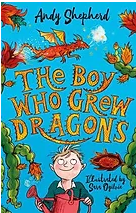 Andy Shepherd
THE BOY
WHO GREW
DRAGONS
Illustrated by
Sara Ogilvie